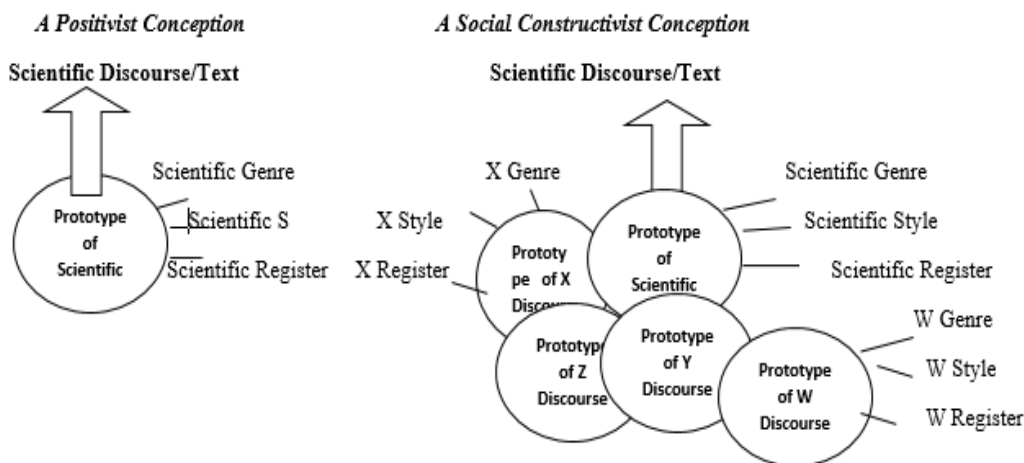 A Positivist Conception
Scientific Discourse/Text
Scientific Genre
Prototype
of
Scientific
Scientific S
Scientific Register
A Social Constructivist Conception
Scientific Discourse/Text
X Genre
X Style
X Register
Prototy
pe of X
Scientific Genre
Scientific Style
Scientific Register
Prototype
of
Scientific
Prototype
of Z
Discourse
Prototype
of Y
Discourse
Prototype
of W
Discourse
W Genre
W Style
W Register